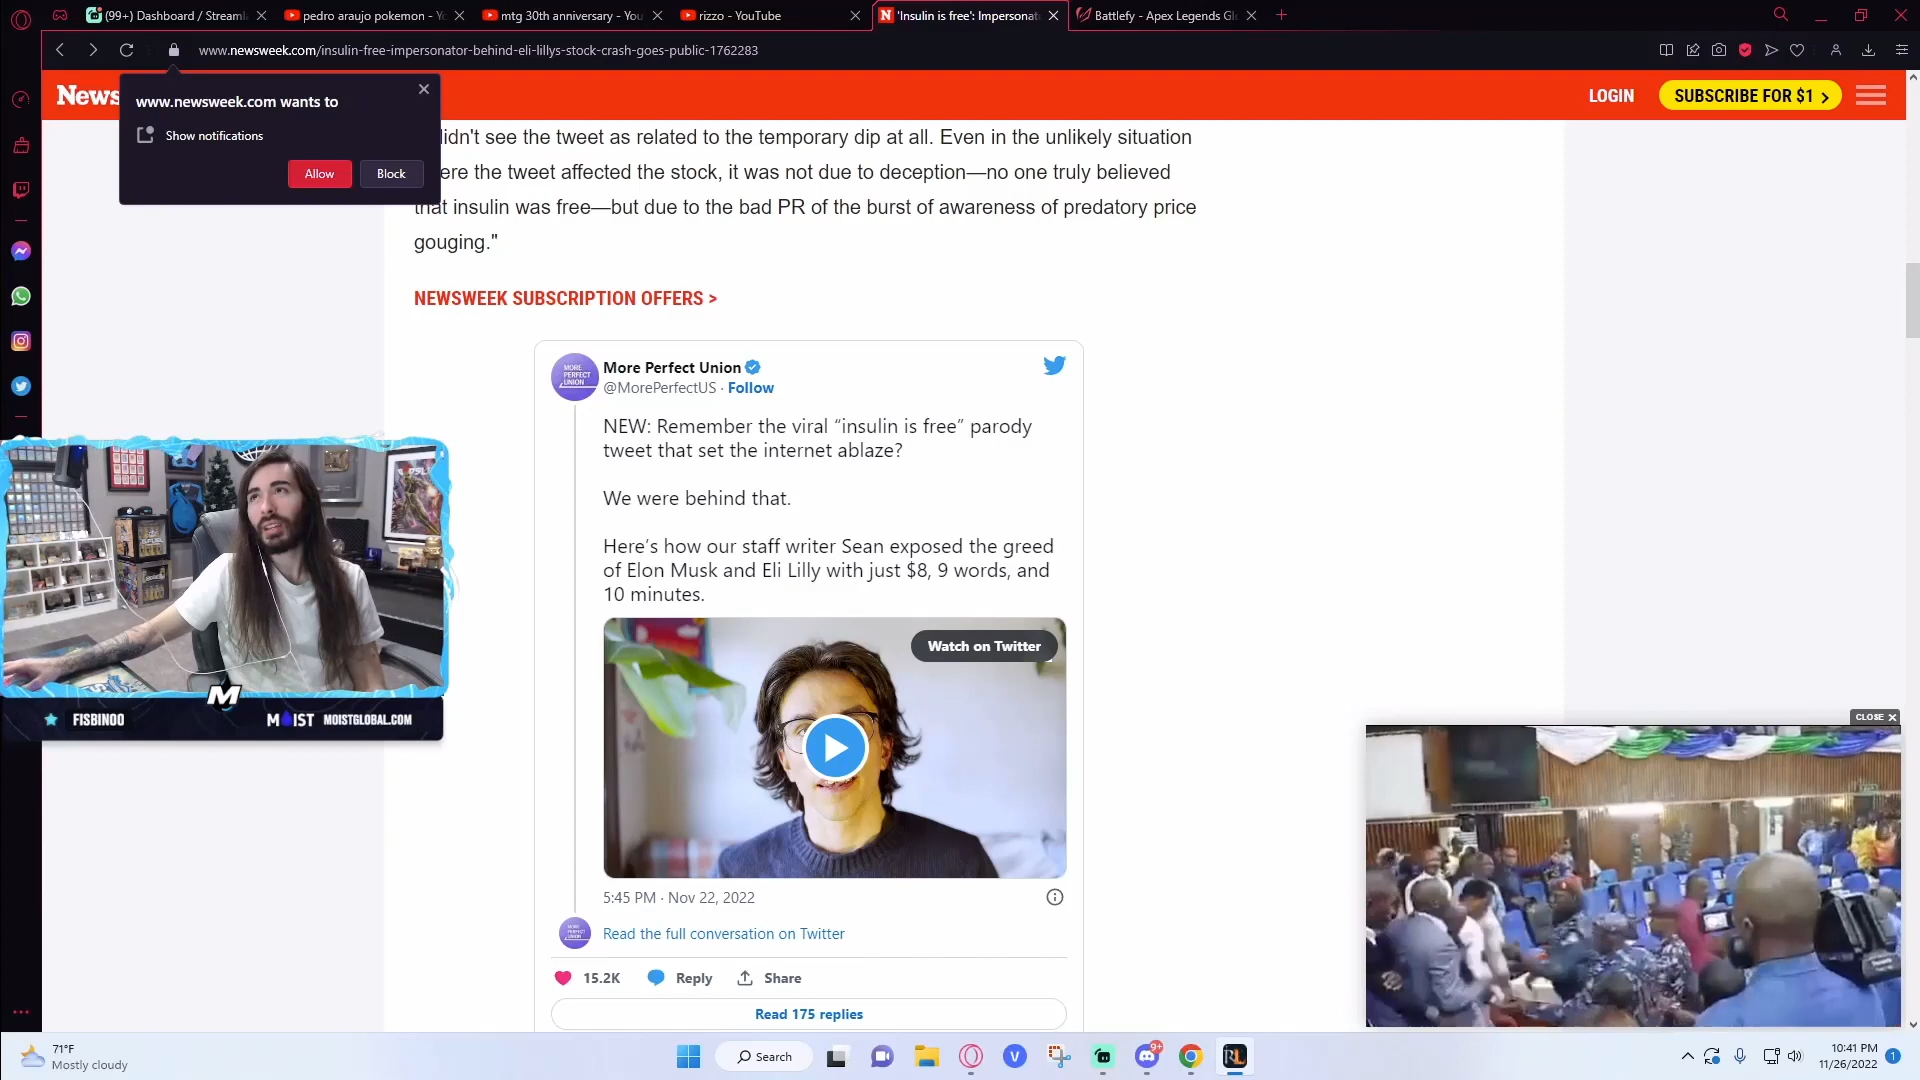 (99+) Dashboard / Streaml
pedro araujo pokemon - Yo
mtg 30th anniversary - You
rizzo - YouTube
'Insulin is free': Impersonat
Battlefy - Apex Legends Gl
www.newsweek.com/insulin-free-impersonator-behind-eli-lillys-stock-crash-goes-public-1762283
www.newsweek.com wants to
Show notifications
Allow
Block
News
LOGIN
SUBSCRIBE FOR $1 >
idn't see the tweet as related to the temporary dip at all. Even in the unlikely situation
ere the tweet affected the stock, it was not due to deception—no one truly believed
that insulin was free—but due to the bad PR of the burst of awareness of predatory price
gouging."
NEWSWEEK SUBSCRIPTION OFFERS >
MORE PERFECT UNION
More Perfect Union
@MorePerfectUS · Follow
NEW: Remember the viral “insulin is free” parody
tweet that set the internet ablaze?
We were behind that.
Here’s how our staff writer Sean exposed the greed
of Elon Musk and Eli Lilly with just $8, 9 words, and
10 minutes.
Watch on Twitter
5:45 PM · Nov 22, 2022
Read the full conversation on Twitter
15.2K
Reply
Share
Read 175 replies
M
FISBINOO
MOIST
MOISTGLOBAL.COM
CLOSE X
71°F
Mostly cloudy
Search
V
9+
RL
10:41 PM
11/26/2022
1